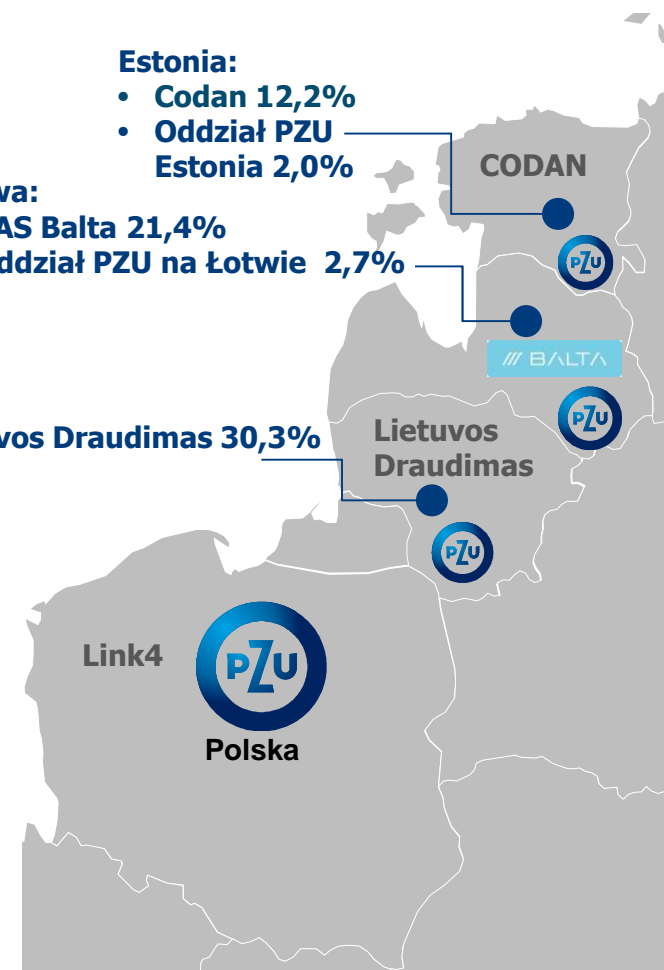 Estonia:
• Codan 12,2%
• Oddział PZU
Estonia 2,0%
CODAN
wa:
AS Balta 21,4%
ddział PZU na Łotwie 2,7%
PZU
/// BALTA
PZU
vos Draudimas 30,3%
Lietuvos
Draudimas
PZU
Link4
PZU
Polska